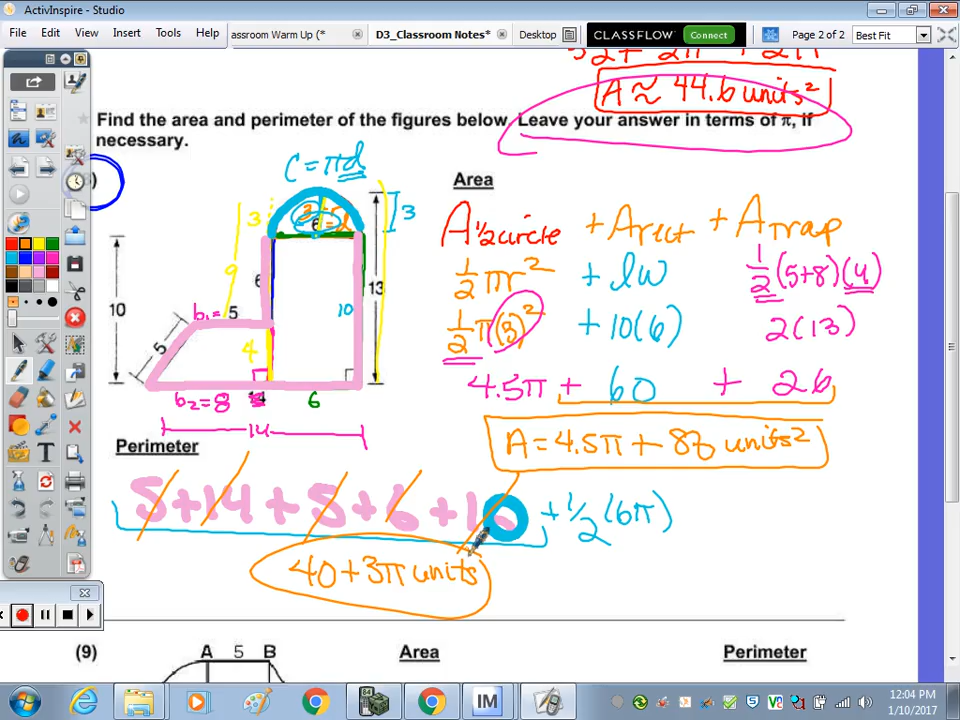 ActivInspire - Studio
File Edit View Insert Tools Help
assroom Warm Up (* D3_Classroom Notes* Desktop CLASSFLOW Connect Page 2 of 2 Best Fit
A ≈ 44.6 units²
Find the area and perimeter of the figures below. Leave your answer in terms of π, if
necessary.
C = πd
Area
A½circle + Arect + Atrap
½πr² + lw ½(5+8)(4)
½π(3)² + 10(6) 2(13)
4.5π + 60 + 26
A = 4.5π + 86 units²
3
3
6
9
6
10
13
10
b₁= 5
5
4
b₂=8 14 6
14
Perimeter
5+14+5+6+10 + ½(6π)
40+3π units
(9) A 5 B Area Perimeter
12:04 PM
1/10/2017